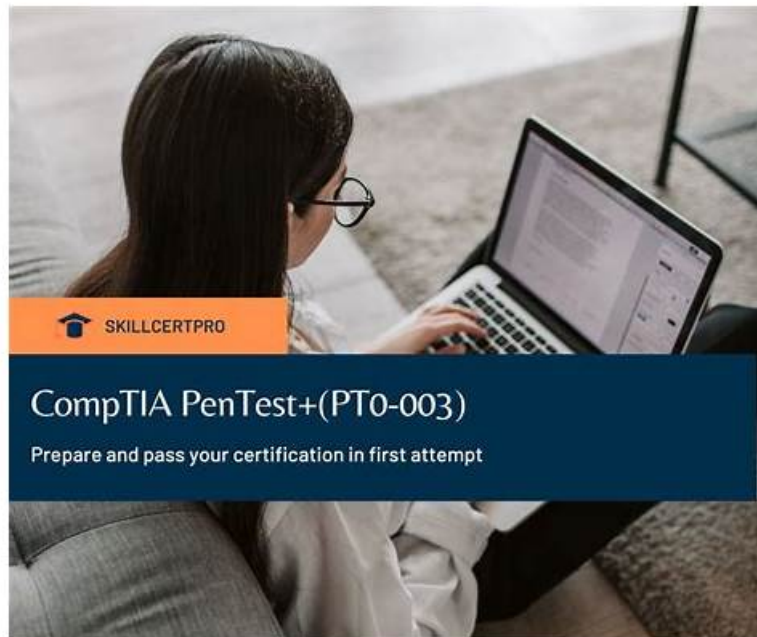 SKILLCERTPRO
CompTIA PenTest+(PT0-003)
Prepare and pass your certification in first attempt